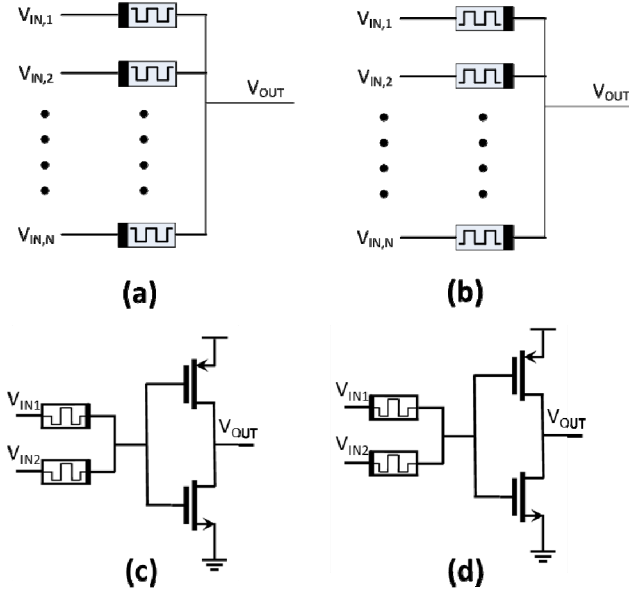 V_IN,1
V_IN,2
V_OUT
V_IN,N
(a)
V_IN,1
V_IN,2
V_OUT
V_IN,N
(b)
V_IN1
V_IN2
V_OUT
(c)
V_IN1
V_IN2
V_OUT
(d)